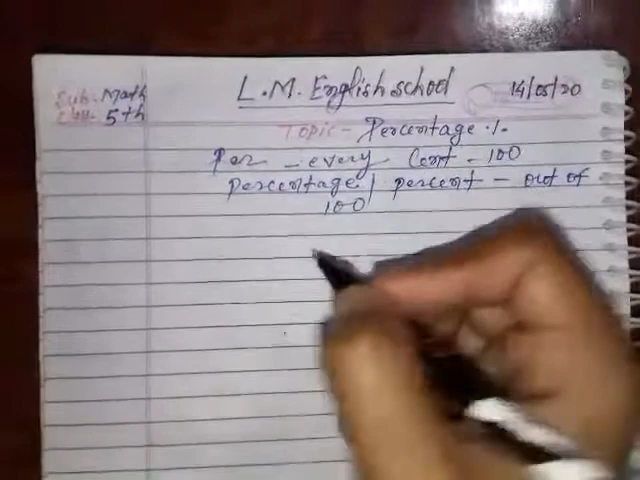 Sub. Math L.M. English school 14/05/20
Class. 5th
Topic - Percentage %
Per - every Cent - 100
percentage / percent - out of
100